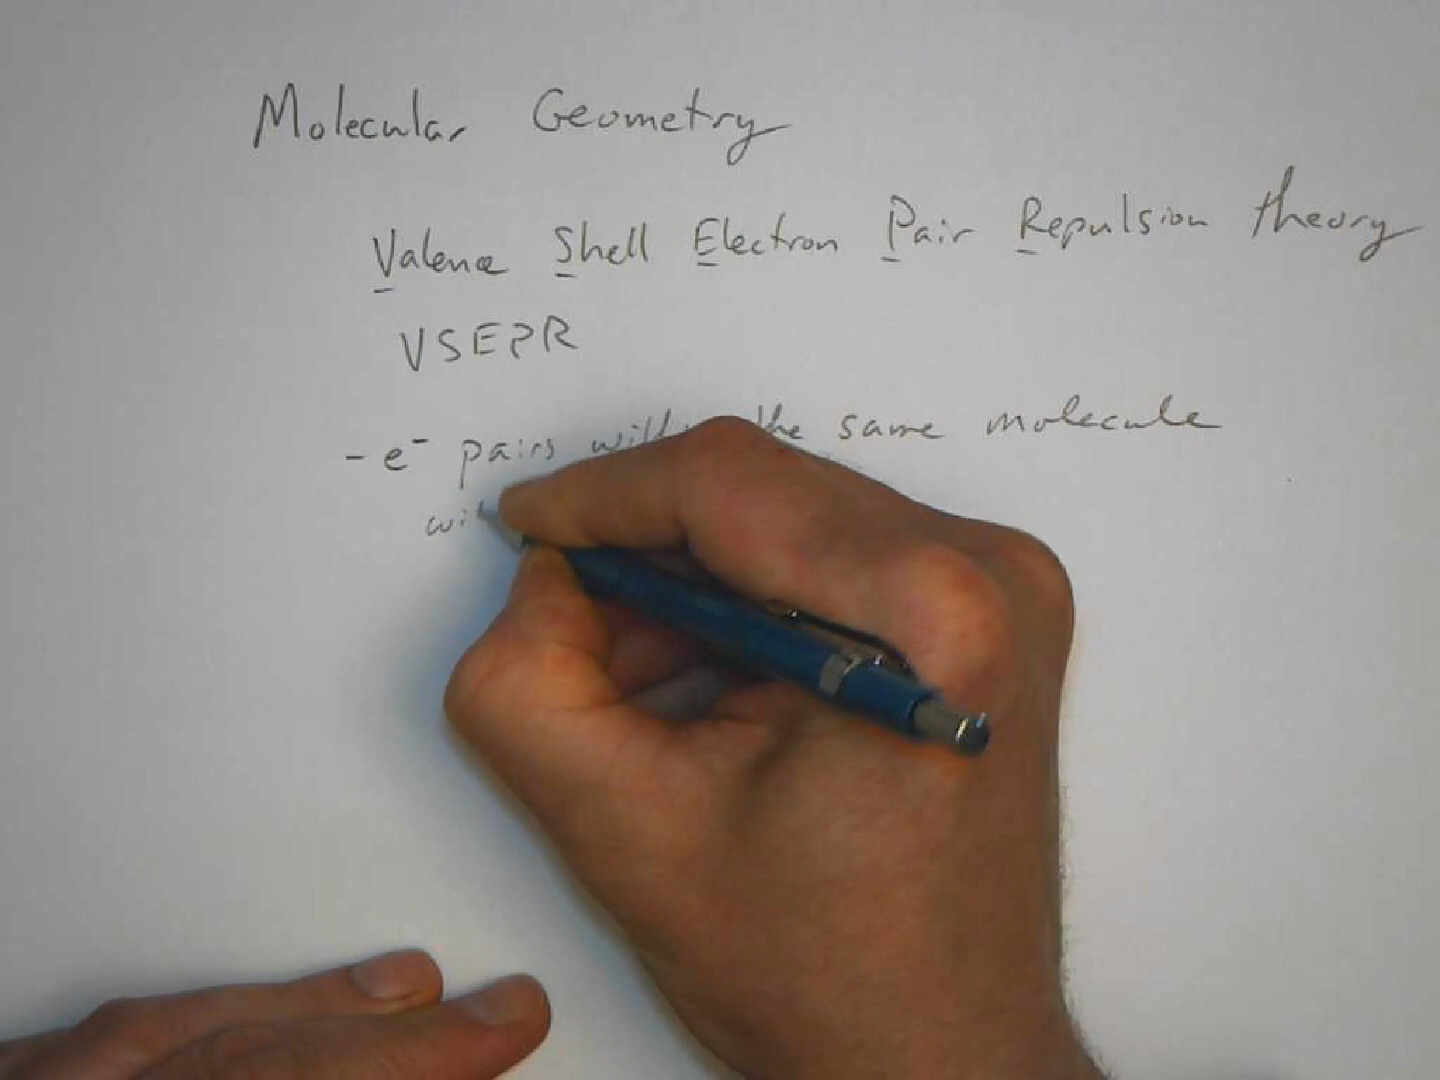 Molecular Geometry
Valence Shell Electron Pair Repulsion theory
VSEPR
- e⁻ pairs the same molecule